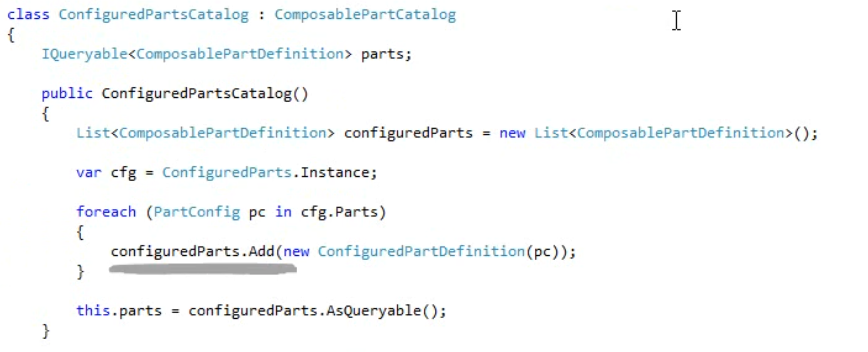 class ConfiguredPartsCatalog : ComposablePartCatalog
{
    IQueryable<ComposablePartDefinition> parts;

    public ConfiguredPartsCatalog()
    {
        List<ComposablePartDefinition> configuredParts = new List<ComposablePartDefinition>();

        var cfg = ConfiguredParts.Instance;

        foreach (PartConfig pc in cfg.Parts)
        {
            configuredParts.Add(new ConfiguredPartDefinition(pc));
        }

        this.parts = configuredParts.AsQueryable();
    }